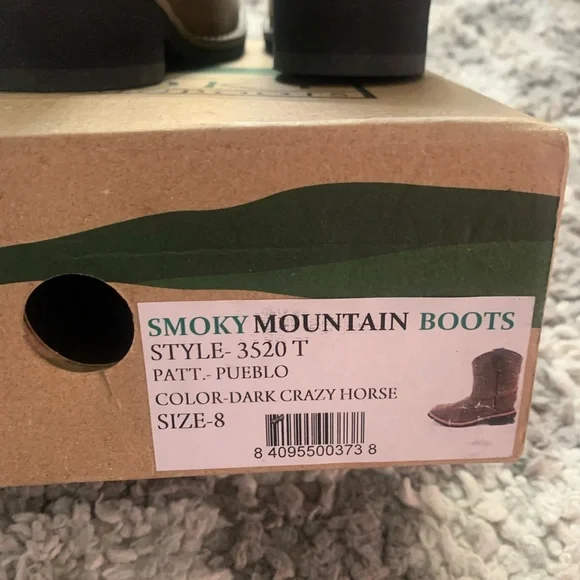 SMOKY MOUNTAIN BOOTS
STYLE- 3520 T
PATT.- PUEBLO
COLOR-DARK CRAZY HORSE
SIZE-8
8 4095500373 8